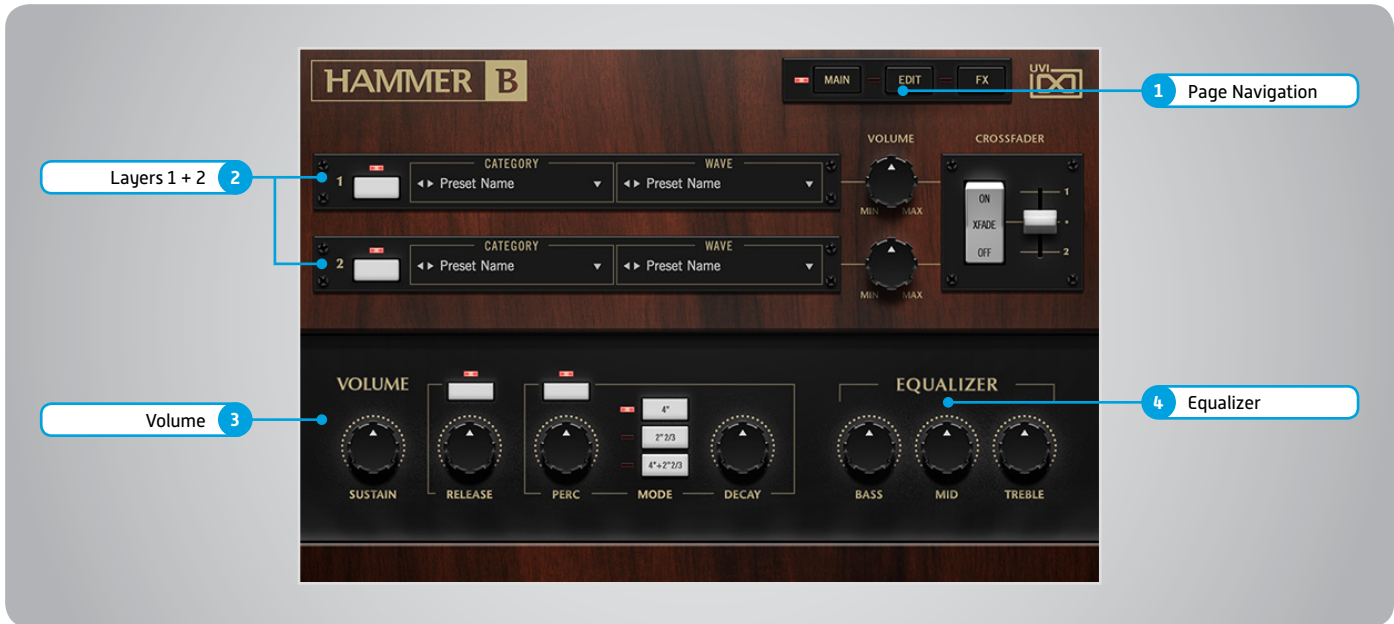 HAMMER B
MAIN EDIT FX
UVI
1 Page Navigation
VOLUME CROSSFADER
Layers 1 + 2 2
1 CATEGORY WAVE
◂▸ Preset Name ▼ ◂▸ Preset Name ▼
MIN MAX
ON
XFADE
OFF
1
2
2 CATEGORY WAVE
◂▸ Preset Name ▼ ◂▸ Preset Name ▼
MIN MAX
Volume 3
VOLUME
SUSTAIN
RELEASE
4"
2"2/3
4"+2"2/3
PERC MODE DECAY
EQUALIZER
BASS MID TREBLE
4 Equalizer